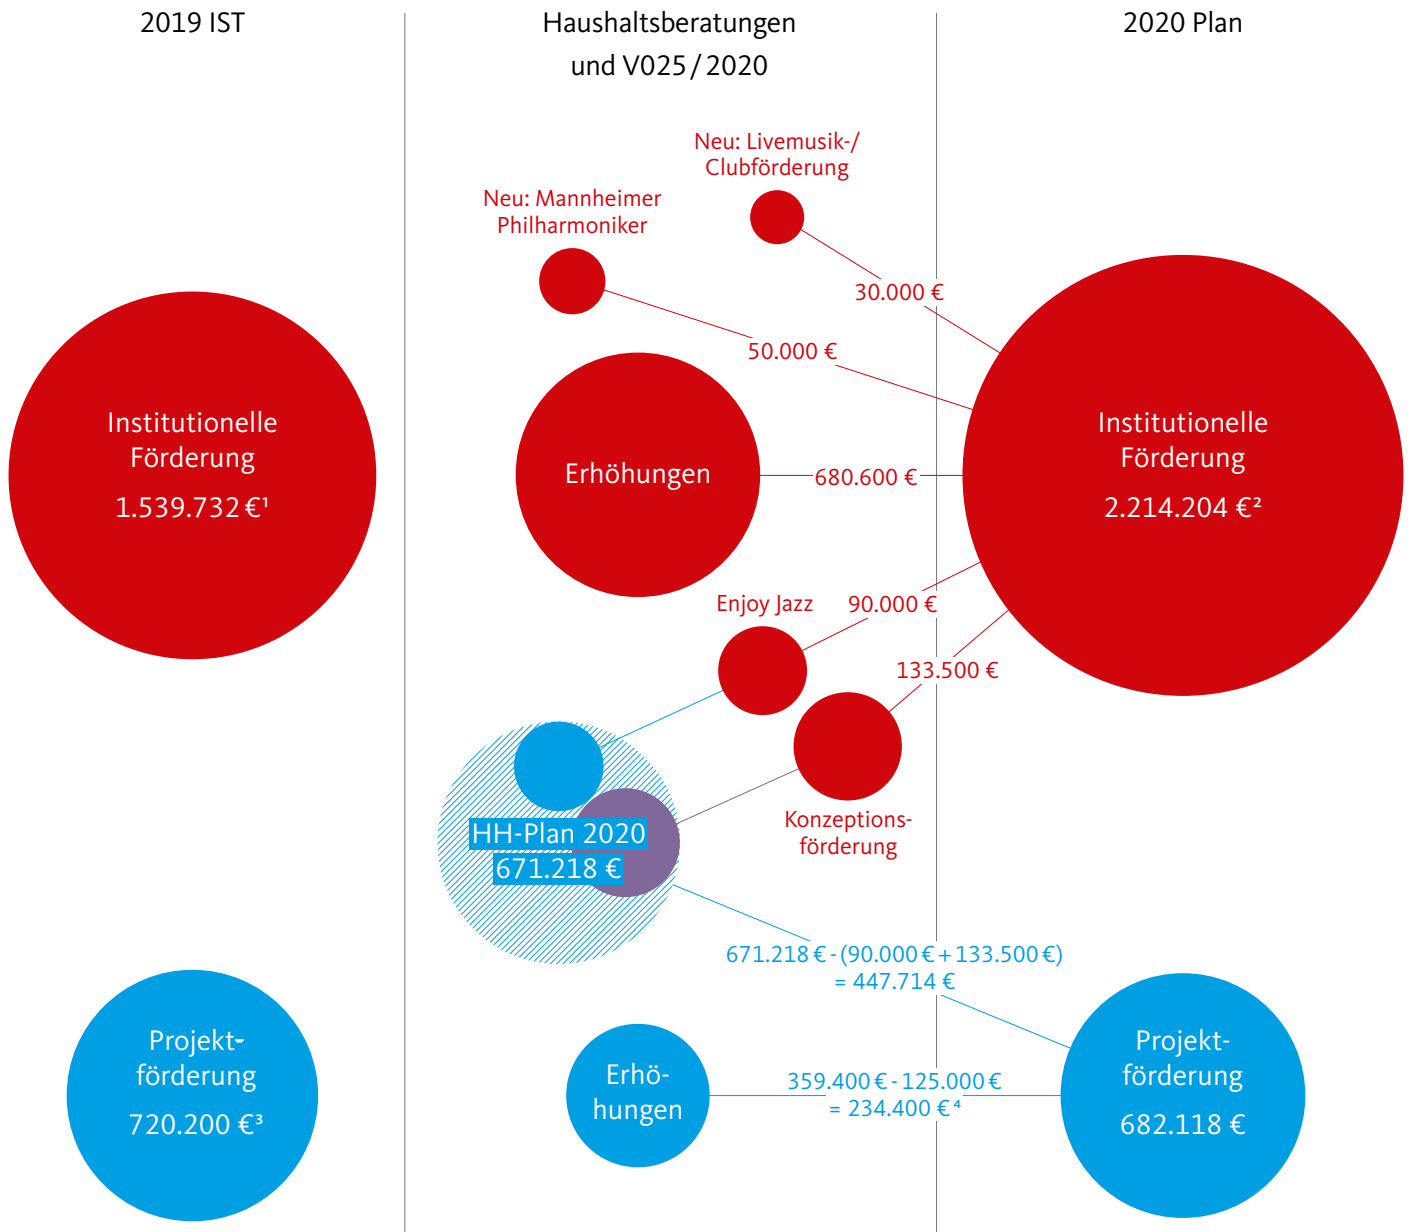 2019 IST
Haushaltsberatungen
und V025 / 2020
2020 Plan
Neu: Livemusik-/
Clubförderung
Neu: Mannheimer
Philharmoniker
30.000 €
50.000 €
Institutionelle
Förderung
1.539.732 €¹
Erhöhungen
680.600 €
Institutionelle
Förderung
2.214.204 €²
Enjoy Jazz
90.000 €
133.500 €
Konzeptions-
förderung
HH-Plan 2020
671.218 €
671.218 € - (90.000 € + 133.500 €)
= 447.714 €
Projekt-
förderung
720.200 €³
Erhö-
hungen
359.400 € - 125.000 €
= 234.400 €⁴
Projekt-
förderung
682.118 €